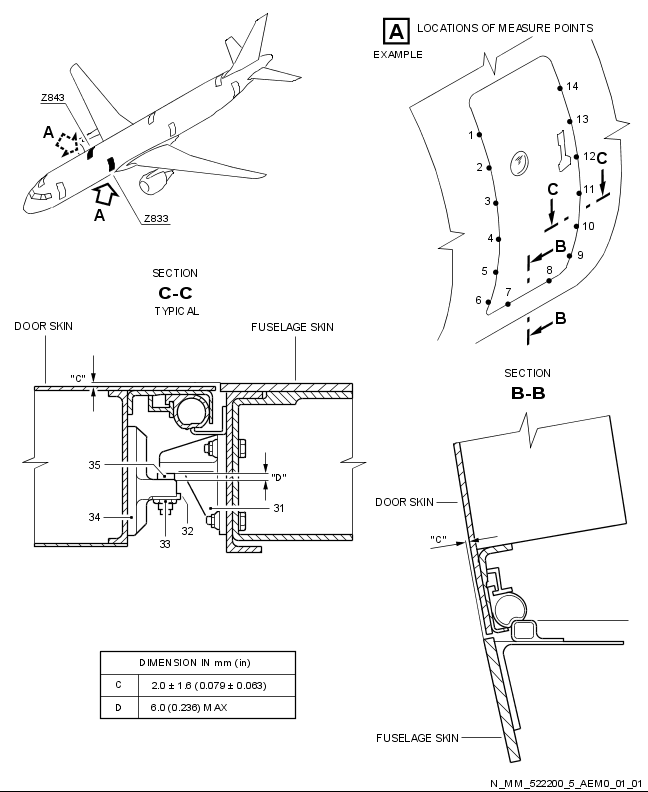 A LOCATIONS OF MEASURE POINTS
EXAMPLE
Z843
A
A
Z833
14
13
1
12
C
2
C
11
3
10
4
B
9
5
8
6
7
B
SECTION
C-C
TYPICAL
DOOR SKIN
FUSELAGE SKIN
"C"
35
"D"
34
31
32
33
SECTION
B-B
DOOR SKIN
"C"
FUSELAGE SKIN
DIMENSION IN mm (in)
C 2.0 ± 1.6 (0.079 ± 0.063)
D 6.0 (0.236) MAX
N_MM_522200_5_AEM0_01_01